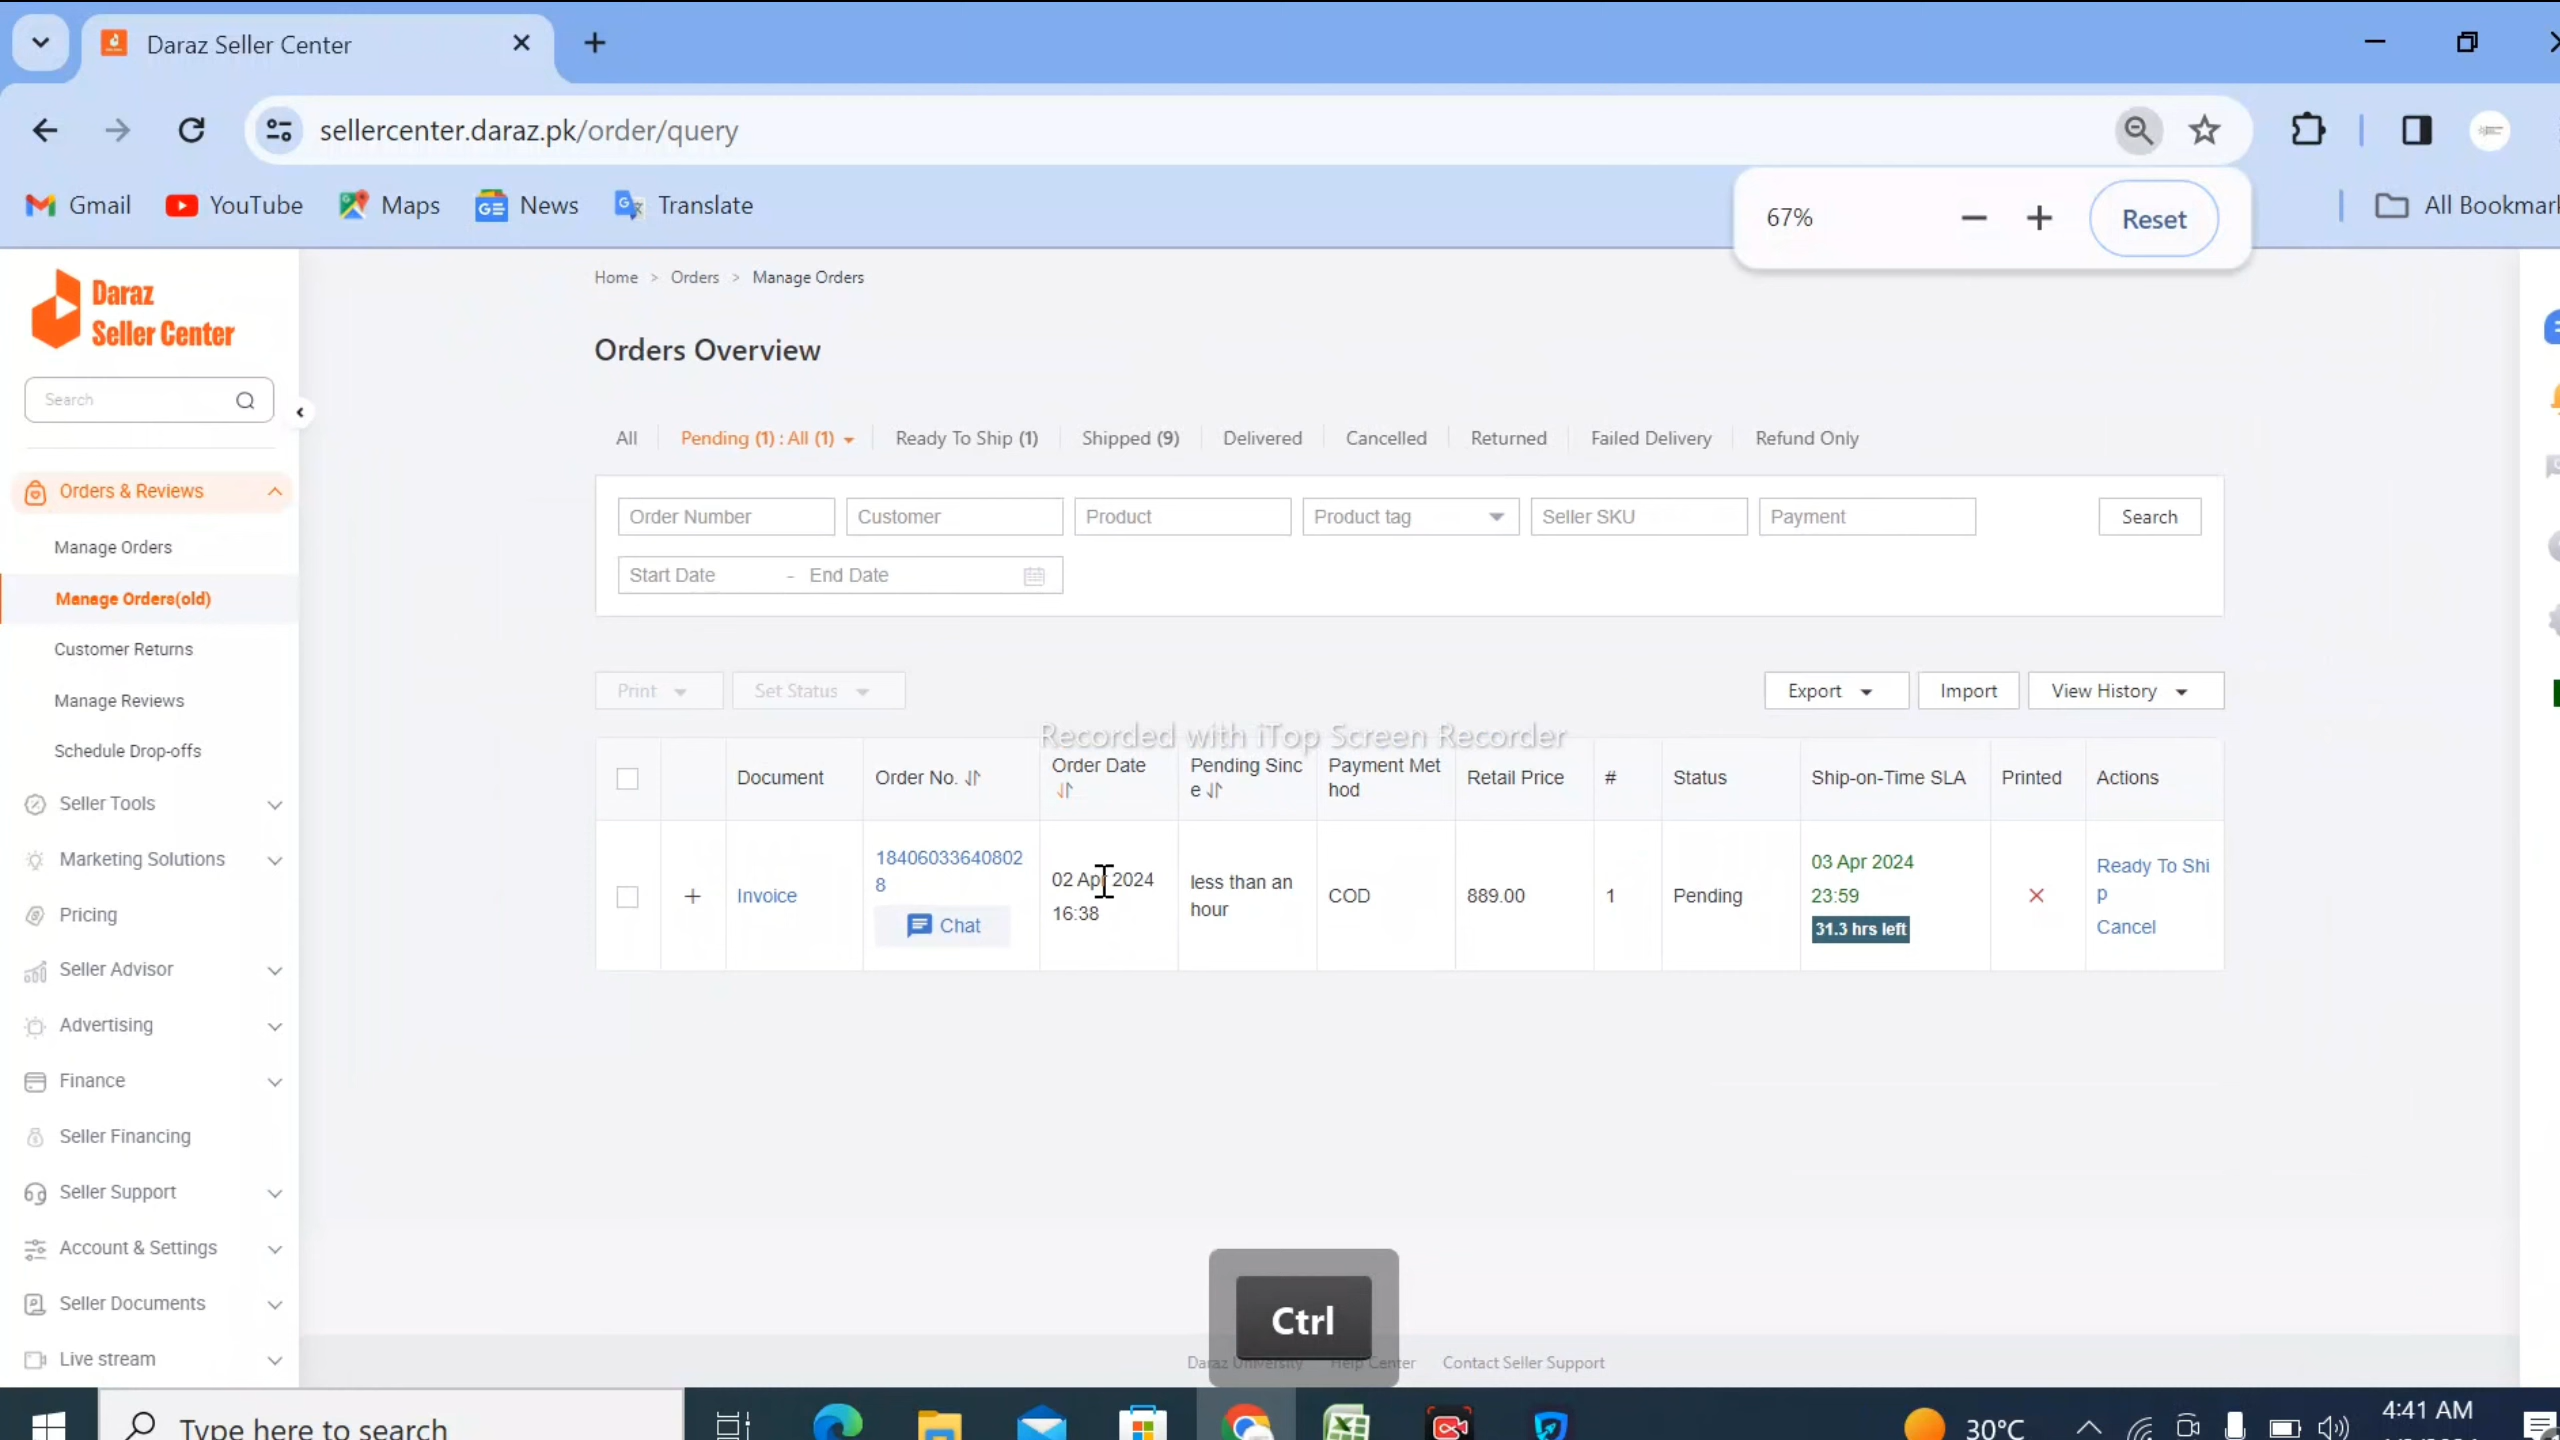 Daraz Seller Center
sellercenter.daraz.pk/order/query
Gmail
YouTube
Maps
News
Translate
67%
Reset
Daraz
Seller Center
Search
Orders & Reviews
Manage Orders
Manage Orders(old)
Customer Returns
Manage Reviews
Schedule Drop-offs
Seller Tools
Marketing Solutions
Pricing
Seller Advisor
Advertising
Finance
Seller Financing
Seller Support
Account & Settings
Seller Documents
Live stream
Home > Orders > Manage Orders
Orders Overview
All
Pending (1) : All (1)
Ready To Ship (1)
Shipped (9)
Delivered
Cancelled
Returned
Failed Delivery
Refund Only
Order Number
Customer
Product
Product tag
Seller SKU
Payment
Search
Start Date - End Date
Print
Set Status
Export
Import
View History
Recorded with iTop Screen Recorder
Document
Order No.
Order Date
Pending Sinc
e
Payment Met
hod
Retail Price
#
Status
Ship-on-Time SLA
Printed
Actions
Invoice
18406033640802
8
Chat
02 Apr 2024
16:38
less than an
hour
COD
889.00
1
Pending
03 Apr 2024
23:59
31.3 hrs left
Ready To Shi
p
Cancel
Ctrl
Daraz University
Help Center
Contact Seller Support
Type here to search
30°C
4:41 AM